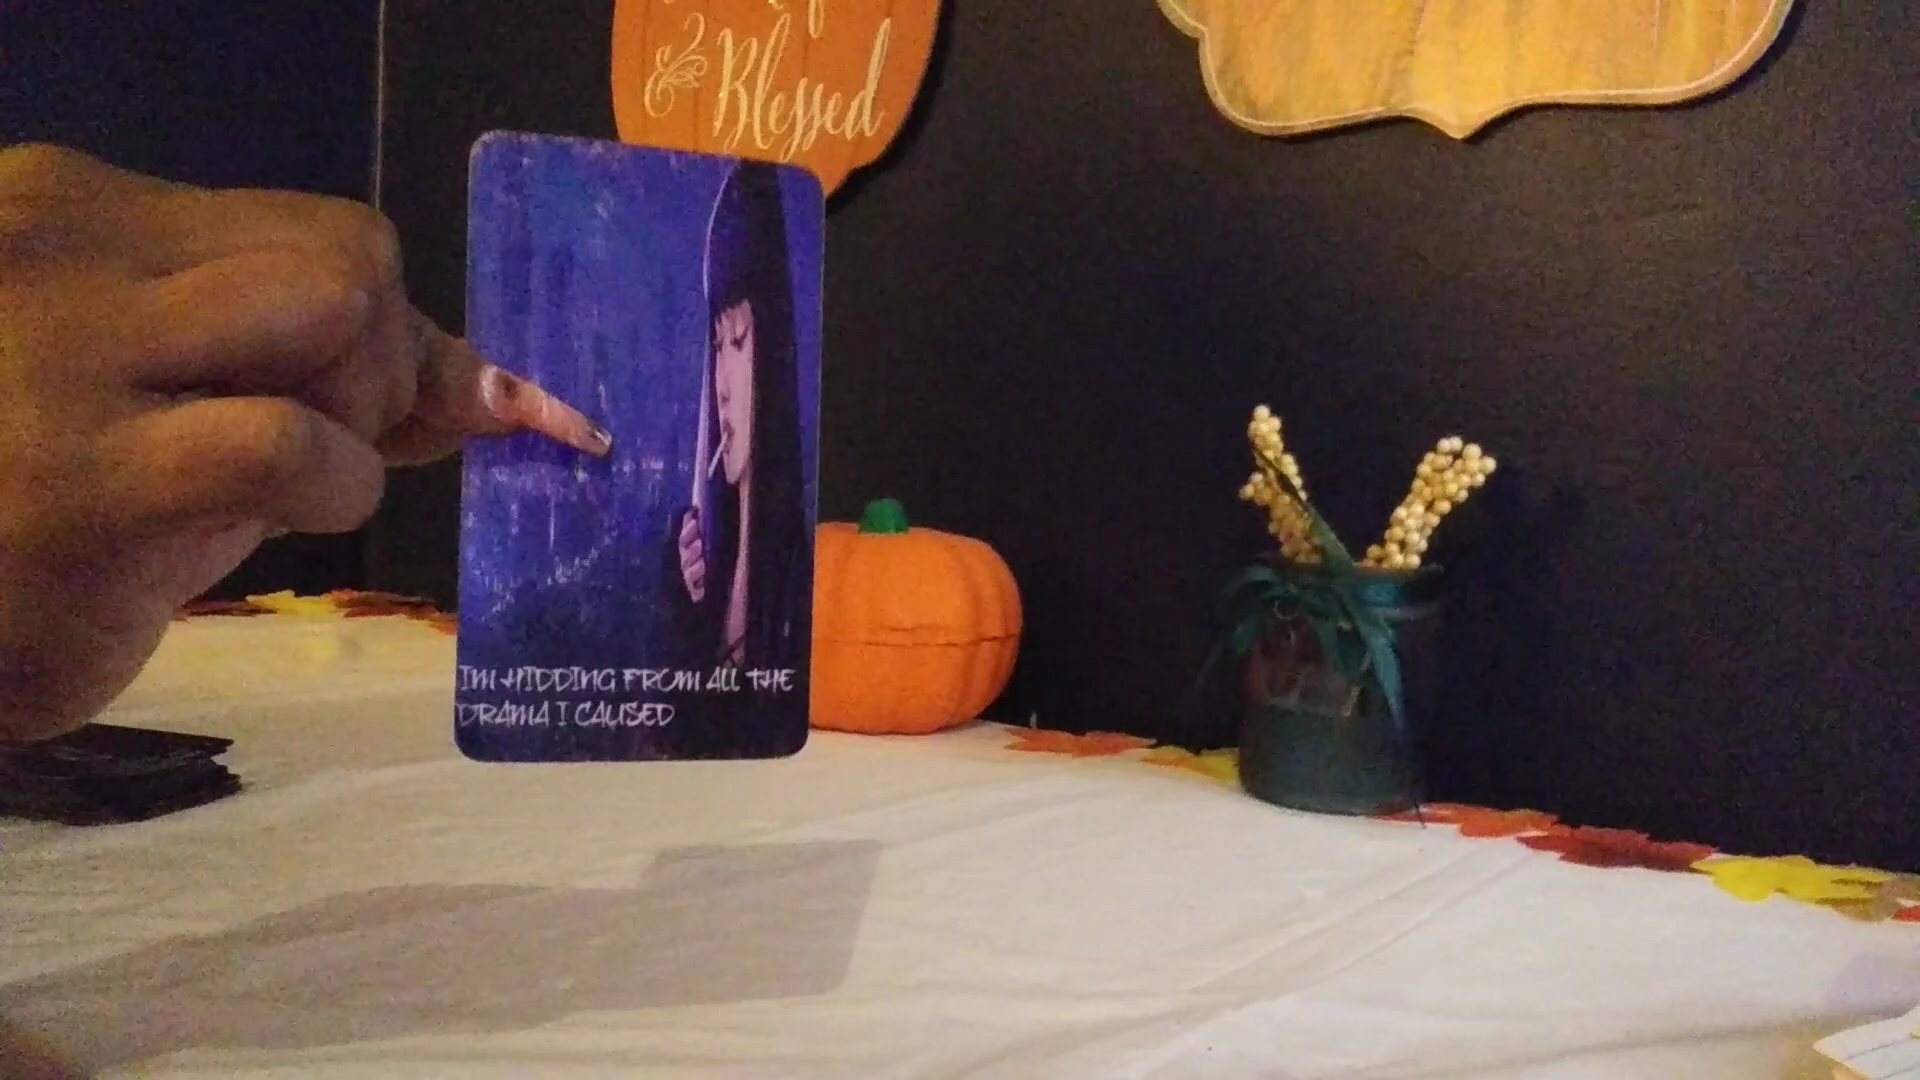 & Blessed
IM HIDDING FROM ALL THE
DRAMA I CAUSED